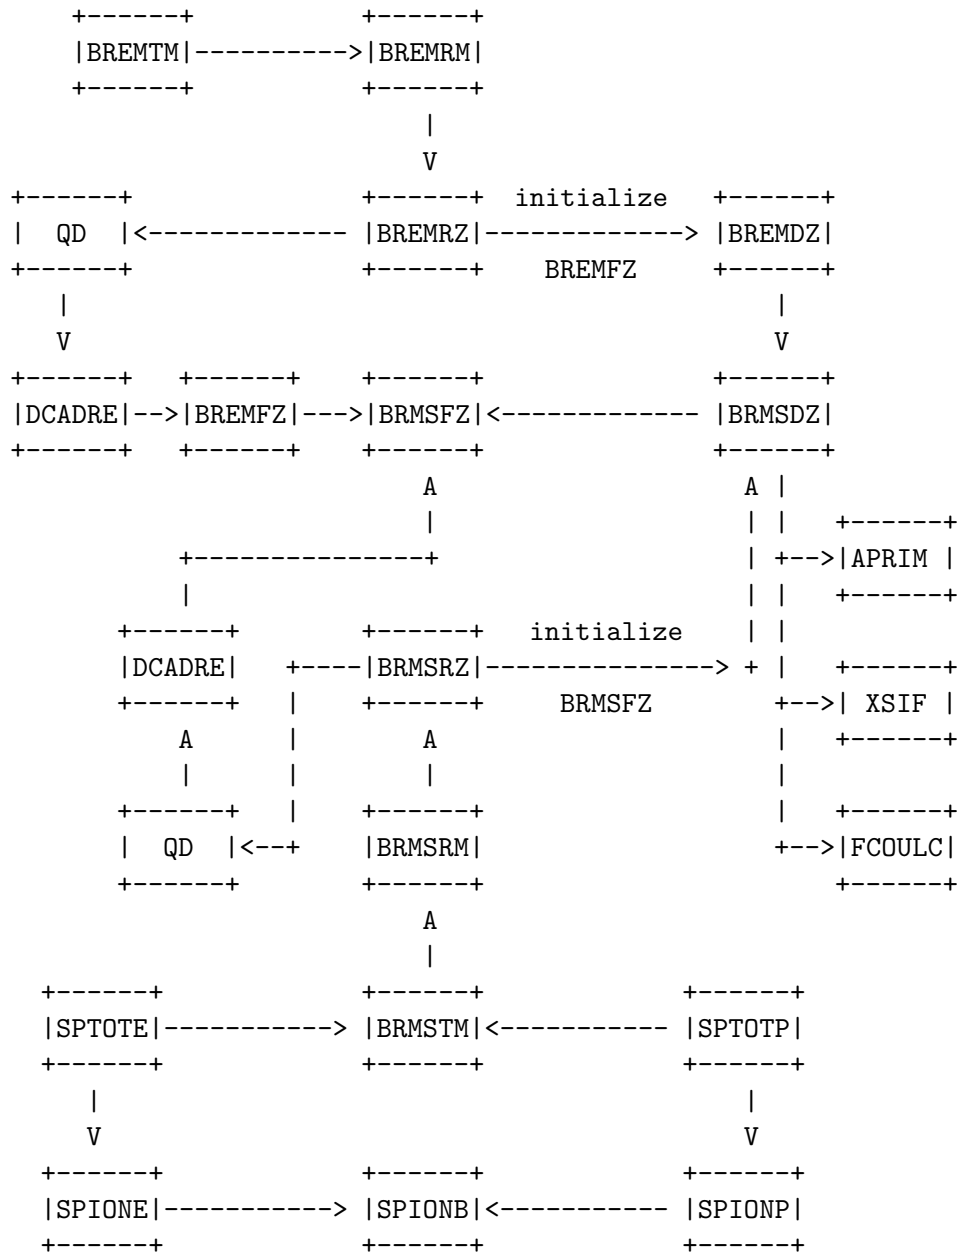 BREMTM BREMRM
initialize
QD BREMRZ BREMDZ
BREMFZ
DCADRE BREMFZ BRMSFZ BRMSDZ
APRIM
initialize
DCADRE BRMSRZ XSIF
BRMSFZ
QD BRMSRM FCOULC
SPTOTE BRMSTM SPTOTP
SPIONE SPIONB SPIONP